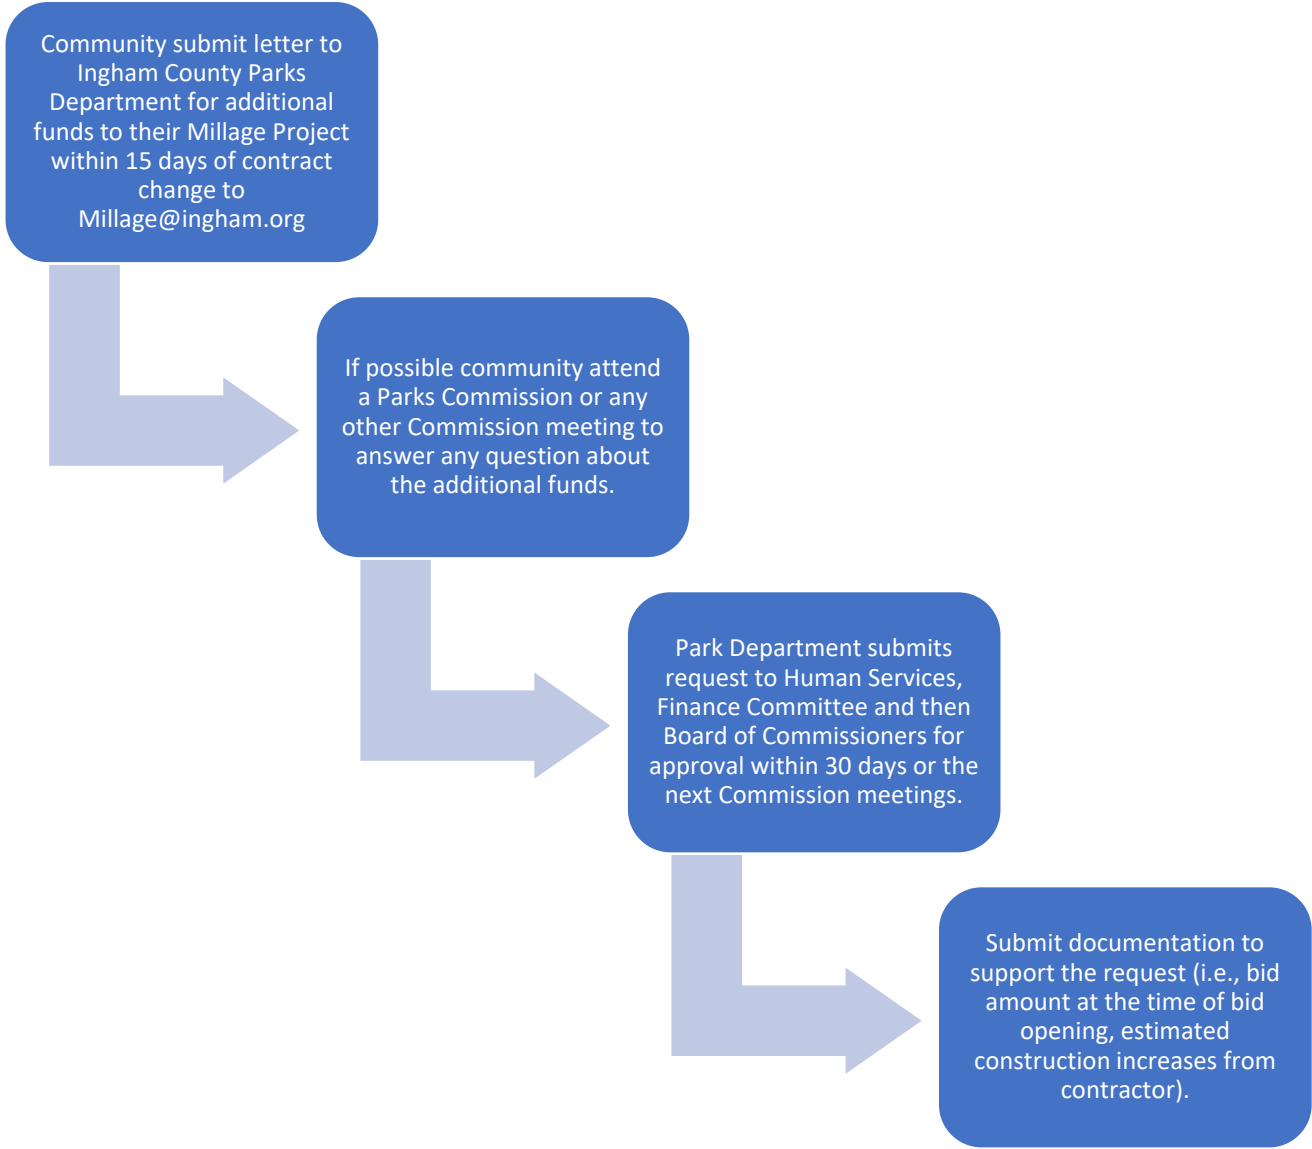 Community submit letter to
Ingham County Parks
Department for additional
funds to their Millage Project
within 15 days of contract
change to
Millage@ingham.org
If possible community attend
a Parks Commission or any
other Commission meeting to
answer any question about
the additional funds.
Park Department submits
request to Human Services,
Finance Committee and then
Board of Commissioners for
approval within 30 days or the
next Commission meetings.
Submit documentation to
support the request (i.e., bid
amount at the time of bid
opening, estimated
construction increases from
contractor).